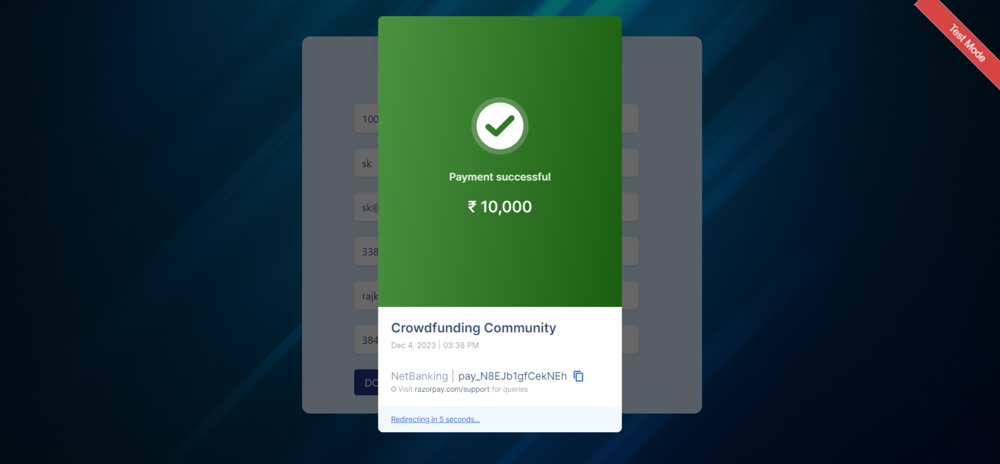 Test Mode
100
sk
sk@
338
rajk
384
DO
Payment successful
₹ 10,000
Crowdfunding Community
Dec 4, 2023 | 03:38 PM
NetBanking | pay_N8EJb1gfCekNEh
Visit razorpay.com/support for queries
Redirecting in 5 seconds...